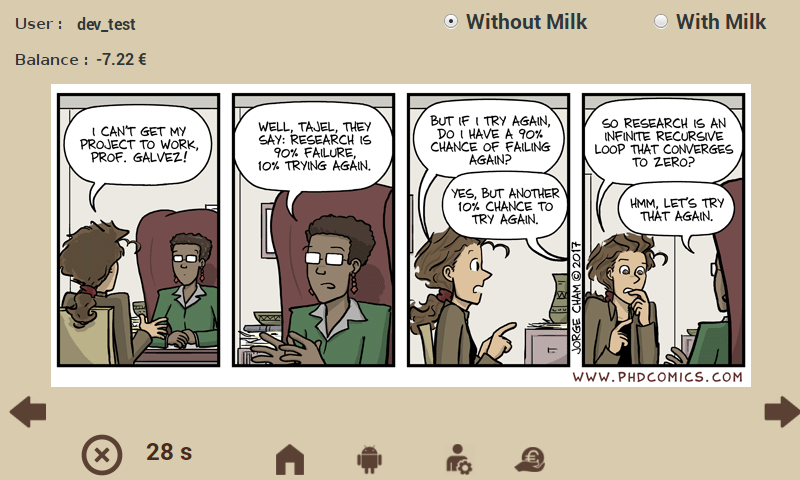 User : dev_test
Without Milk
With Milk
Balance : -7.22 €
I CAN'T GET MY
PROJECT TO WORK,
PROF. GALVEZ!
WELL, TAJEL, THEY
SAY: RESEARCH IS
90% FAILURE,
10% TRYING AGAIN.
BUT IF I TRY AGAIN,
DO I HAVE A 90%
CHANCE OF FAILING
AGAIN?
YES, BUT ANOTHER
10% CHANCE TO
TRY AGAIN.
SO RESEARCH IS AN
INFINITE RECURSIVE
LOOP THAT CONVERGES
TO ZERO?
HMM, LET'S TRY
THAT AGAIN.
JORGE CHAM © 2017
WWW.PHDCOMICS.COM
28 s
€